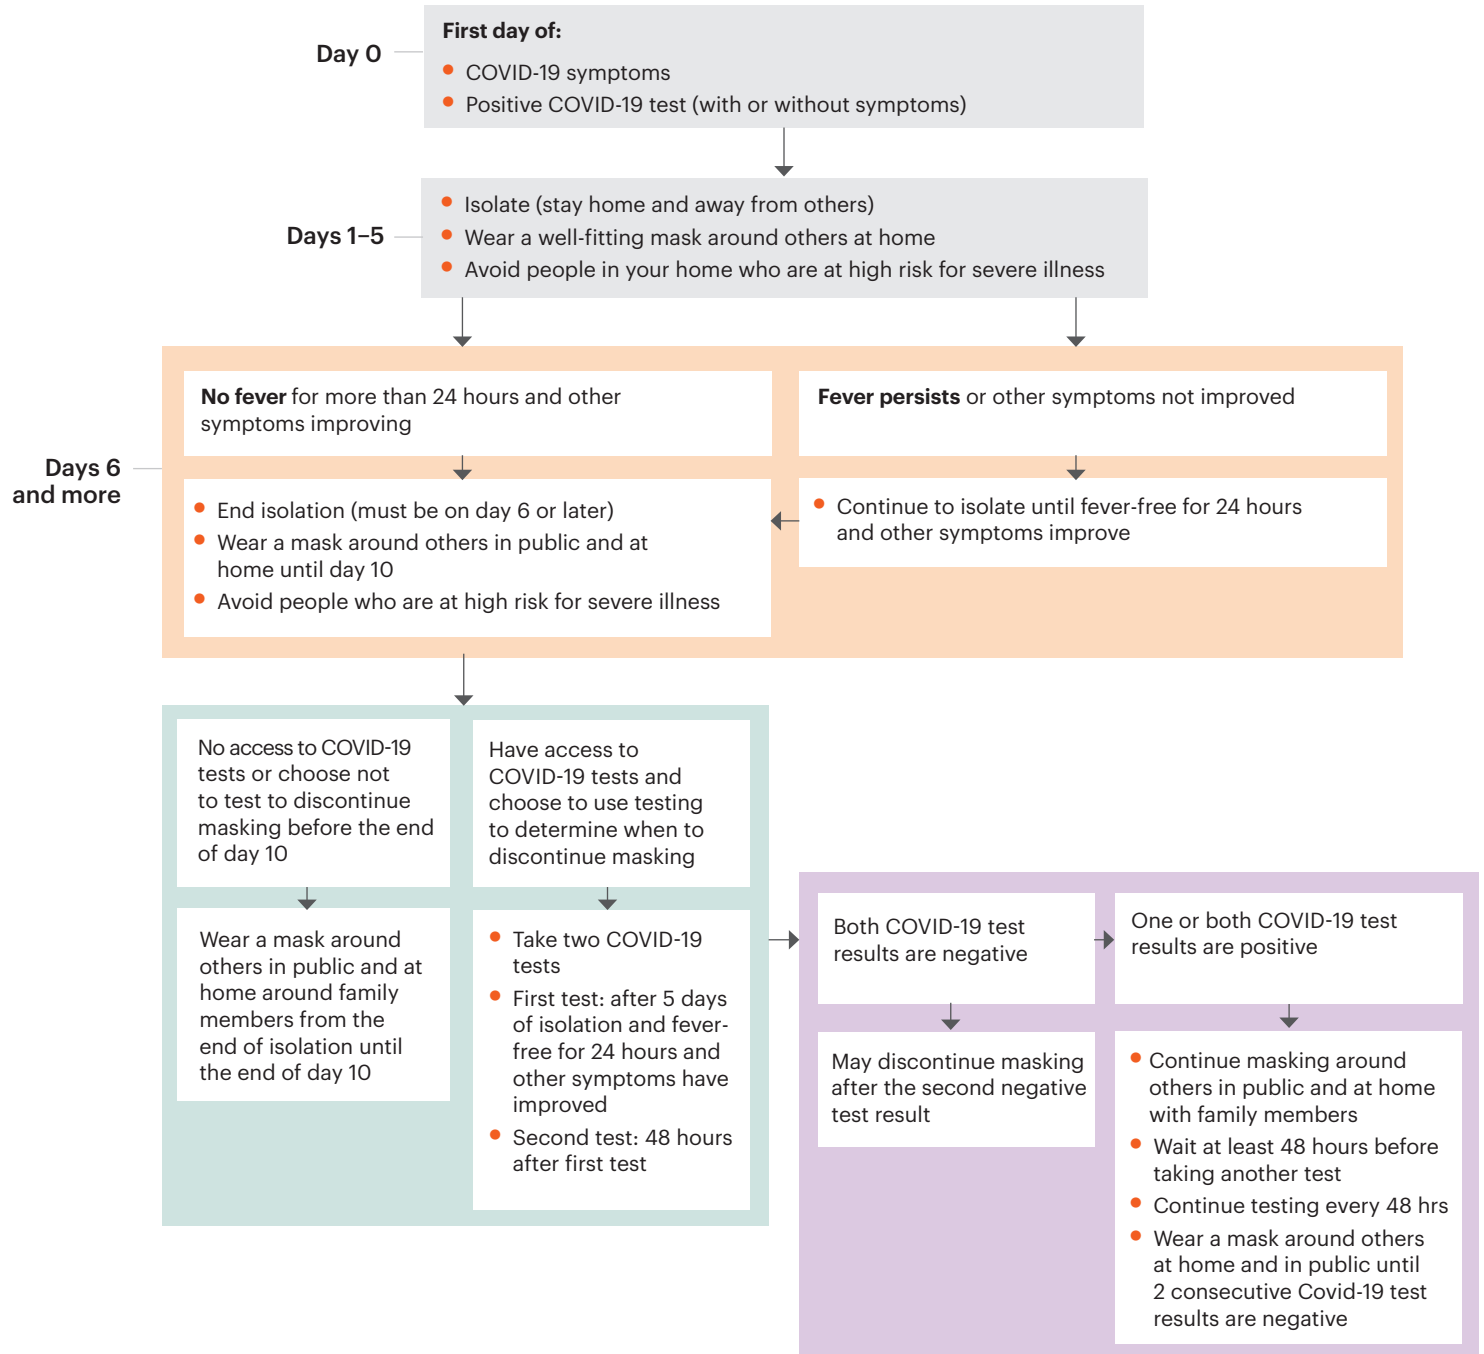 Day 0
First day of:
COVID-19 symptoms
Positive COVID-19 test (with or without symptoms)
Days 1–5
Isolate (stay home and away from others)
Wear a well-fitting mask around others at home
Avoid people in your home who are at high risk for severe illness
Days 6
and more
No fever for more than 24 hours and other
symptoms improving
Fever persists or other symptoms not improved
End isolation (must be on day 6 or later)
Wear a mask around others in public and at
home until day 10
Avoid people who are at high risk for severe illness
Continue to isolate until fever-free for 24 hours
and other symptoms improve
No access to COVID-19
tests or choose not
to test to discontinue
masking before the end
of day 10
Wear a mask around
others in public and at
home around family
members from the
end of isolation until
the end of day 10
Have access to
COVID-19 tests and
choose to use testing
to determine when to
discontinue masking
Take two COVID-19
tests
First test: after 5 days
of isolation and fever-
free for 24 hours and
other symptoms have
improved
Second test: 48 hours
after first test
Both COVID-19 test
results are negative
May discontinue masking
after the second negative
test result
One or both COVID-19 test
results are positive
Continue masking around
others in public and at home
with family members
Wait at least 48 hours before
taking another test
Continue testing every 48 hrs
Wear a mask around others
at home and in public until
2 consecutive Covid-19 test
results are negative